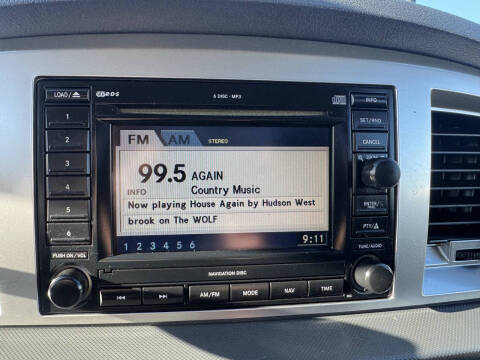 LOAD/
RDS
6 DISC · MP3
INFO
SET/RND
CANCEL
1
2
3
4
5
6
FM AM STEREO
99.5 AGAIN
INFO Country Music
Now playing House Again by Hudson West
brook on The WOLF
1 2 3 4 5 6 9:11
PUSH ON/VOL
NAVIGATION DISC
TUNE/AUDIO
AM/FM
MODE
NAV
TIME